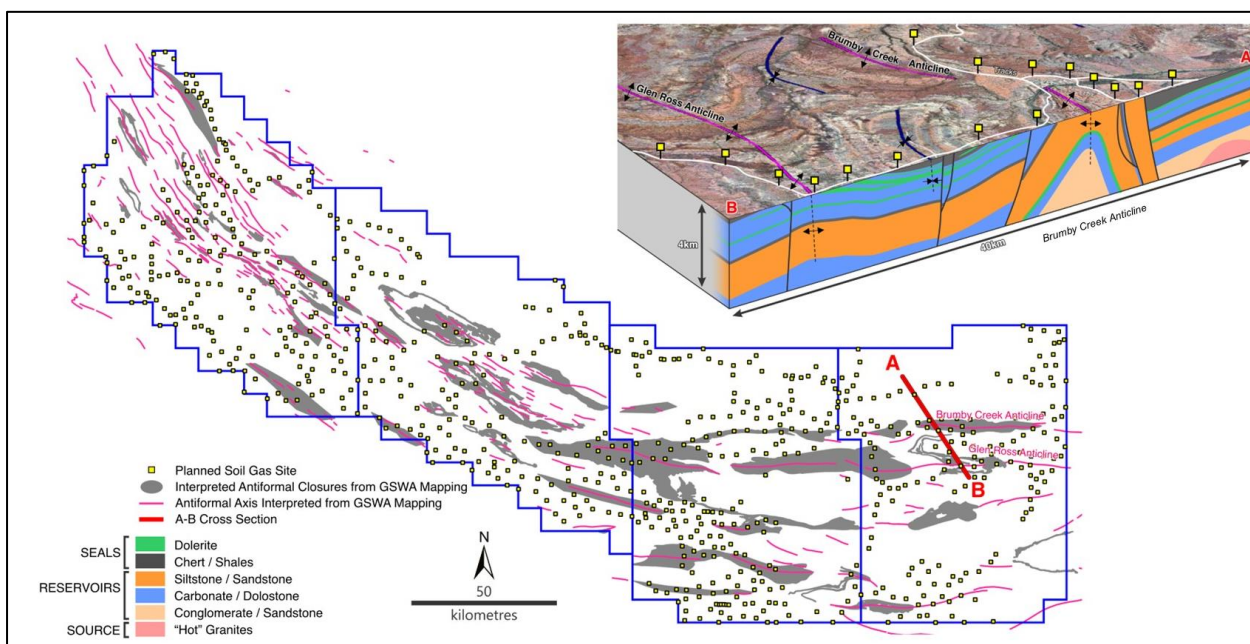 Brumby Creek Anticline
A
Tracks
Glen Ross Anticline
B
4km
40km
Brumby Creek Anticline
A
Brumby Creek Anticline
Glen Ross Anticline
B
Planned Soil Gas Site
Interpreted Antiformal Closures from GSWA Mapping
Antiformal Axis Interpreted from GSWA Mapping
A-B Cross Section
SEALS
Dolerite
Chert / Shales
RESERVOIRS
Siltstone / Sandstone
Carbonate / Dolostone
Conglomerate / Sandstone
SOURCE
"Hot" Granites
N
50
kilometres